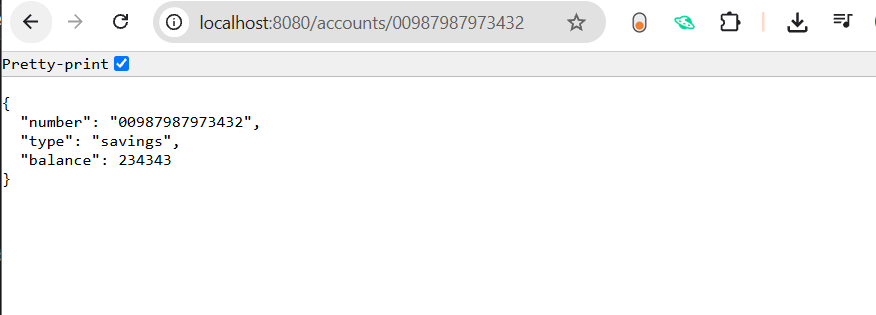 localhost:8080/accounts/00987987973432
Pretty-print
{
"number": "00987987973432",
"type": "savings",
"balance": 234343
}